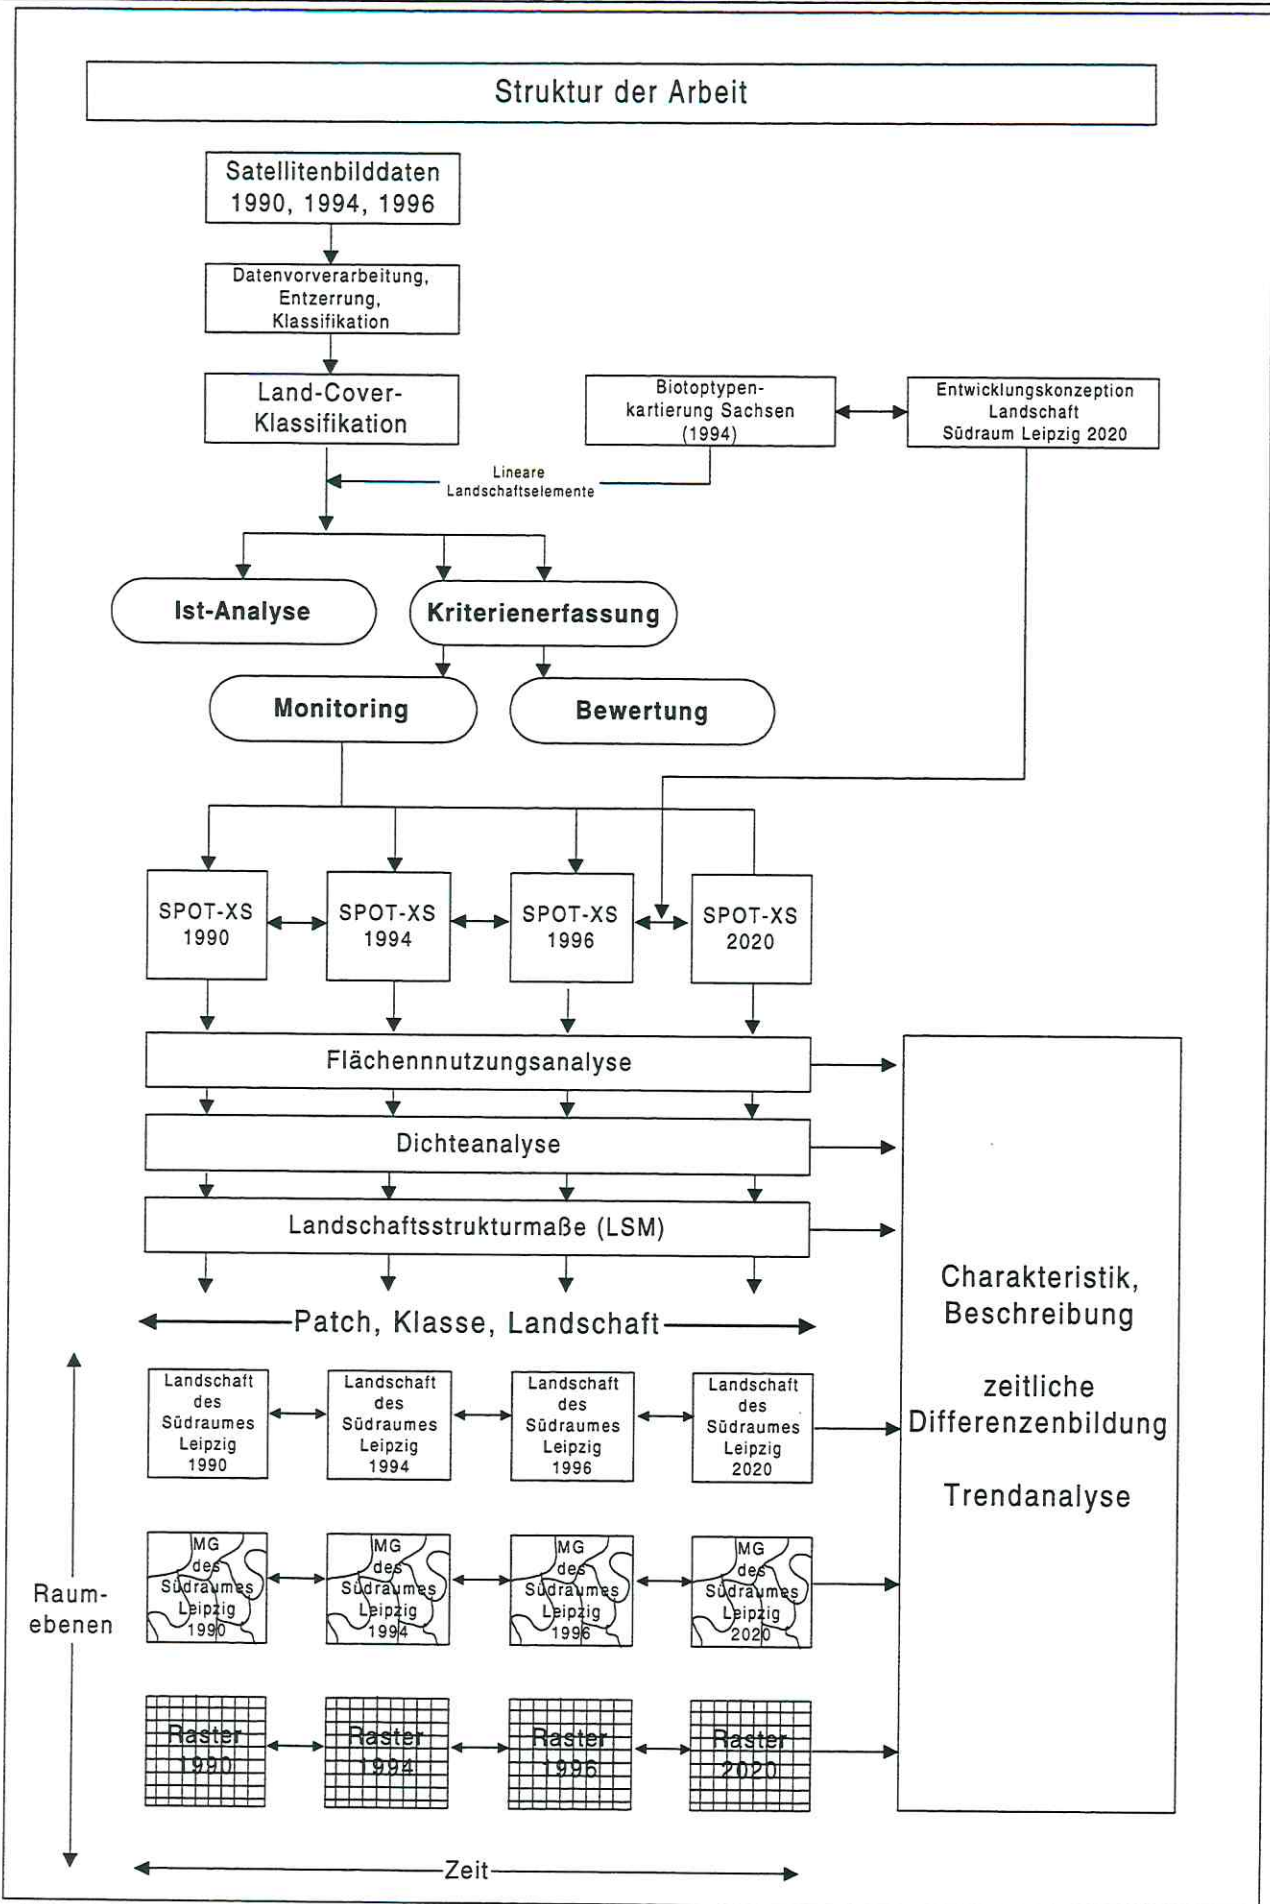 Struktur der Arbeit
Satellitenbilddaten
1990, 1994, 1996
Datenvorverarbeitung,
Entzerrung,
Klassifikation
Land-Cover-
Klassifikation
Biotoptypen-
kartierung Sachsen
(1994)
Entwicklungskonzeption
Landschaft
Südraum Leipzig 2020
Lineare
Landschaftselemente
Ist-Analyse
Kriterienerfassung
Monitoring
Bewertung
SPOT-XS
1990
SPOT-XS
1994
SPOT-XS
1996
SPOT-XS
2020
Flächennnutzungsanalyse
Dichteanalyse
Landschaftsstrukturmaße (LSM)
Patch, Klasse, Landschaft
Landschaft
des
Südraumes
Leipzig
1990
Landschaft
des
Südraumes
Leipzig
1994
Landschaft
des
Südraumes
Leipzig
1996
Landschaft
des
Südraumes
Leipzig
2020
MG
des
Südraumes
Leipzig
1990
MG
des
Südraumes
Leipzig
1994
MG
des
Südraumes
Leipzig
1996
MG
des
Südraumes
Leipzig
2020
Raster
1990
Raster
1994
Raster
1996
Raster
2020
Raum-
ebenen
Zeit
Charakteristik,
Beschreibung
zeitliche
Differenzenbildung
Trendanalyse